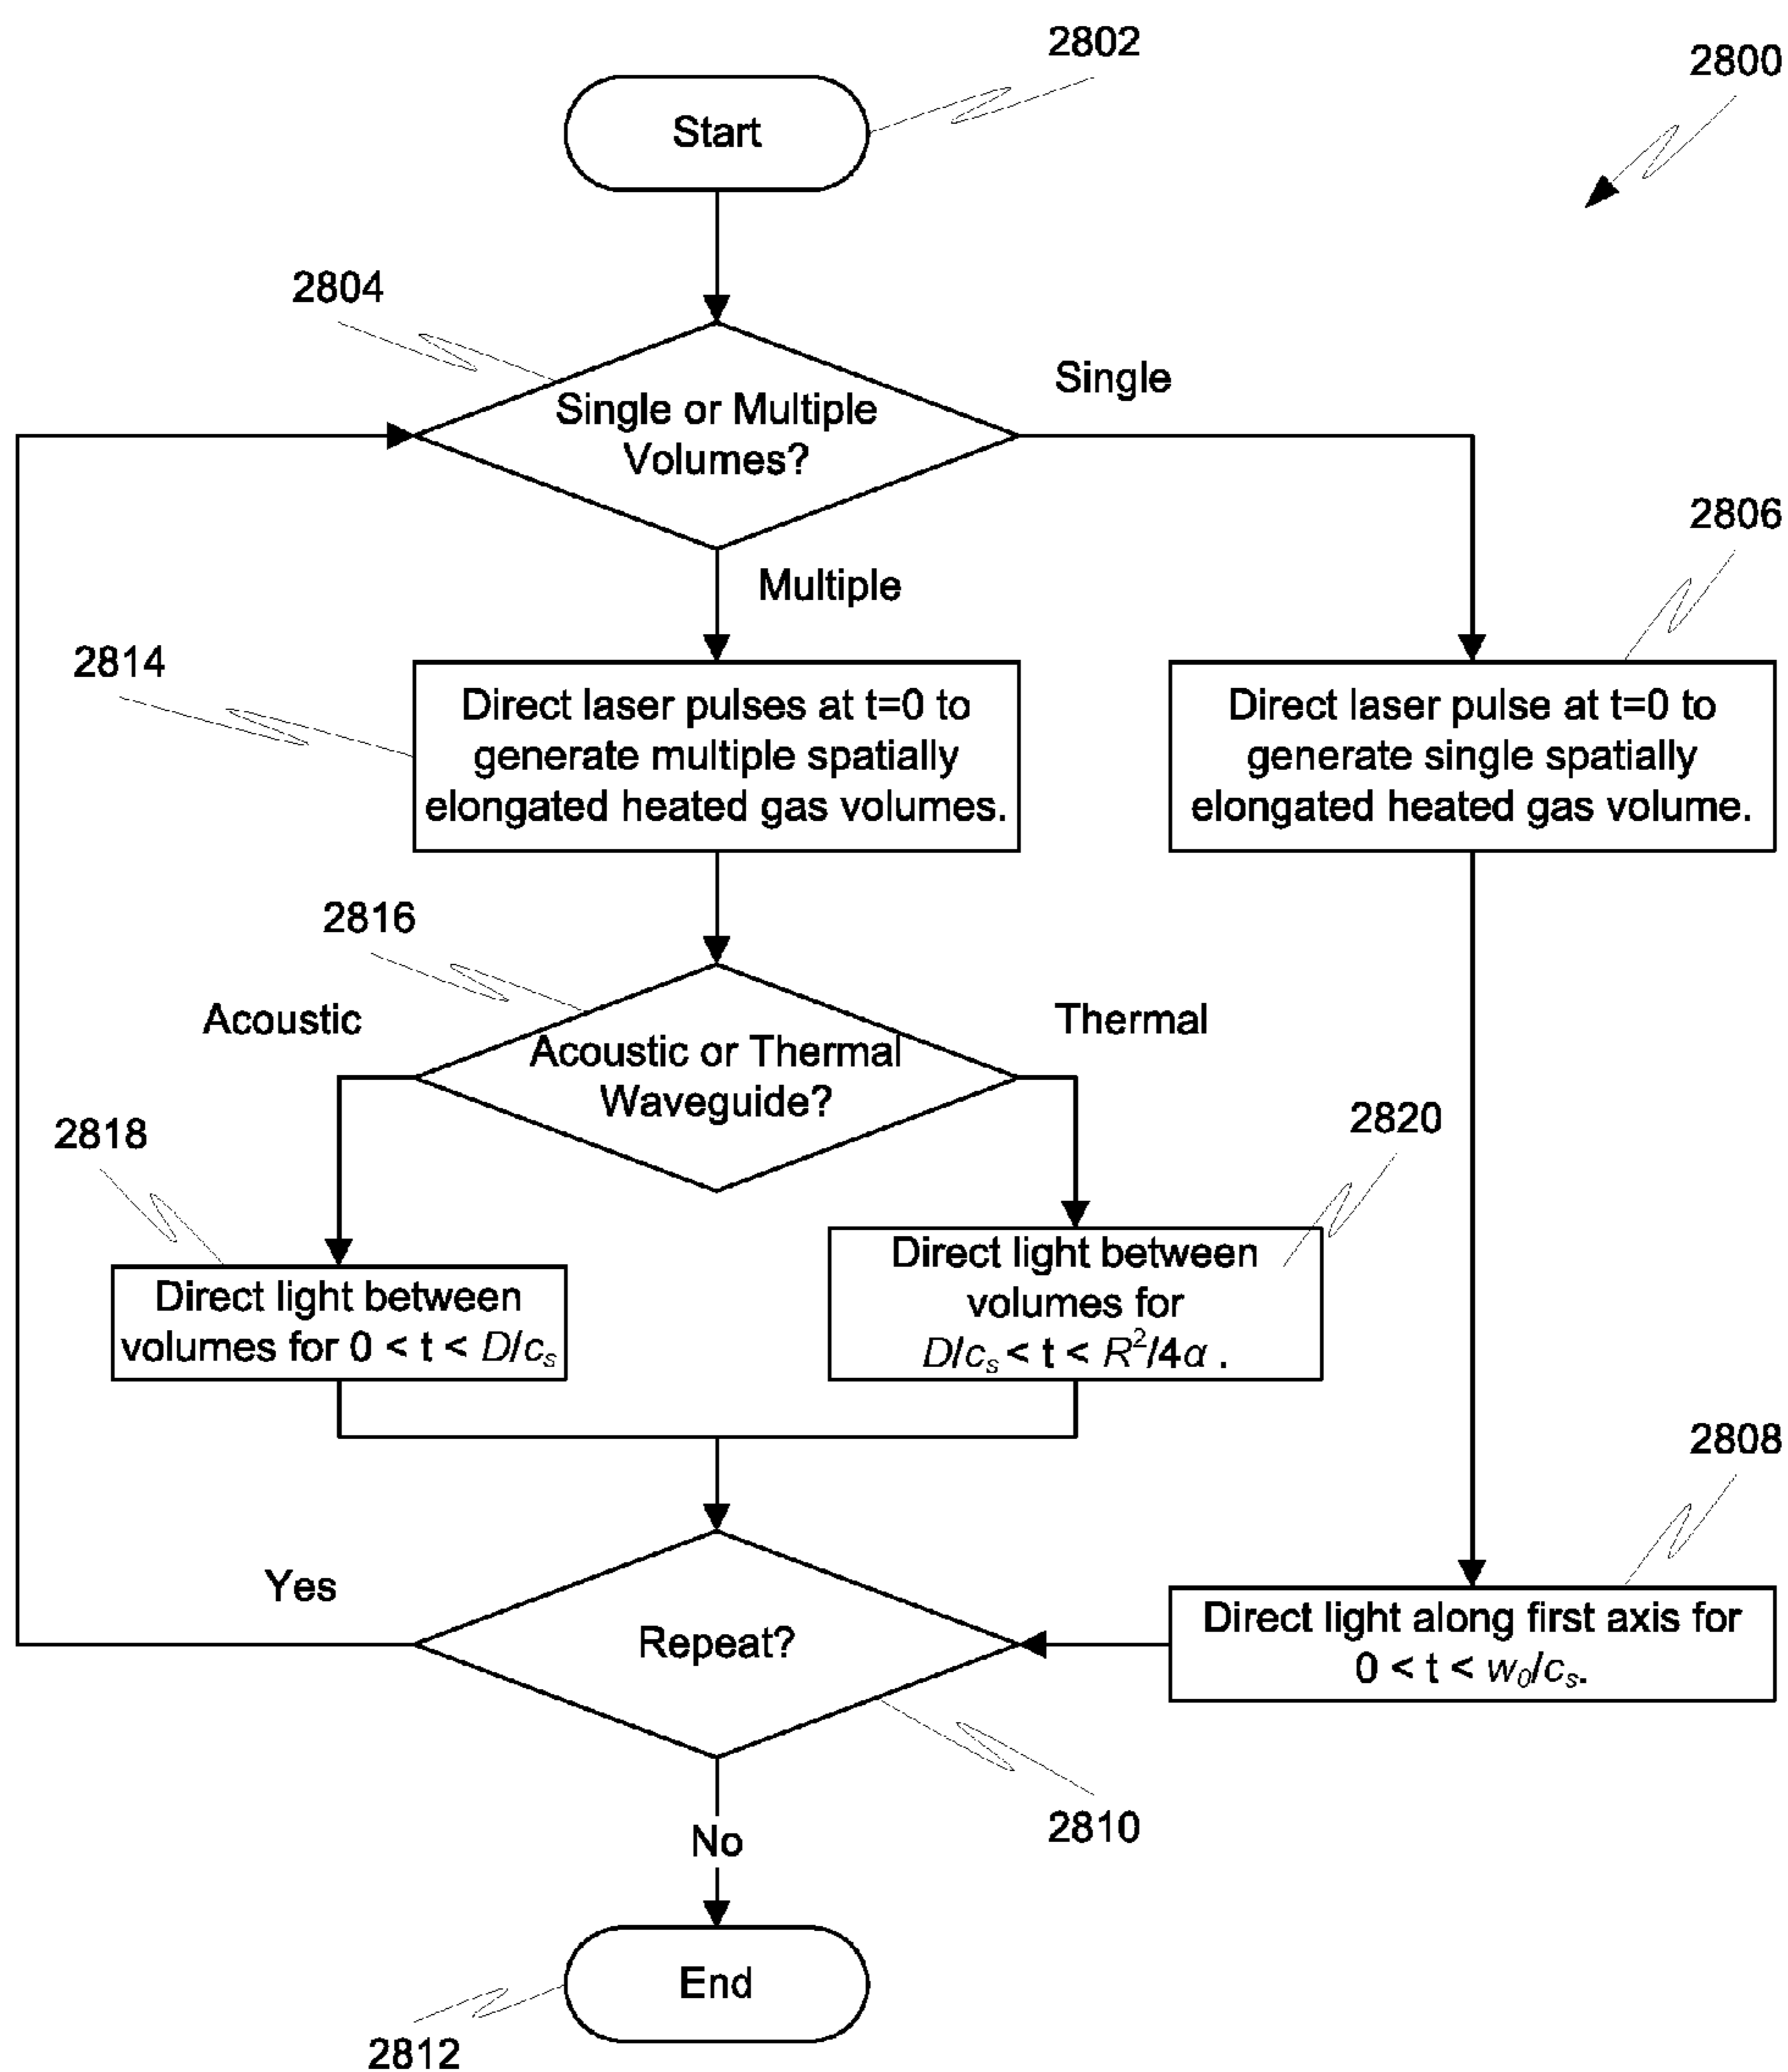 2802
2800
Start
2804
Single
Single or Multiple
Volumes?
2806
Multiple
2814
Direct laser pulses at t=0 to
generate multiple spatially
elongated heated gas volumes.
Direct laser pulse at t=0 to
generate single spatially
elongated heated gas volume.
2816
Acoustic
Thermal
Acoustic or Thermal
Waveguide?
2818
2820
Direct light between
volumes for 0 < t < D/cₛ
Direct light between
volumes for
D/cₛ < t < R²/4α .
2808
Yes
Repeat?
Direct light along first axis for
0 < t < w₀/cₛ.
2810
No
End
2812